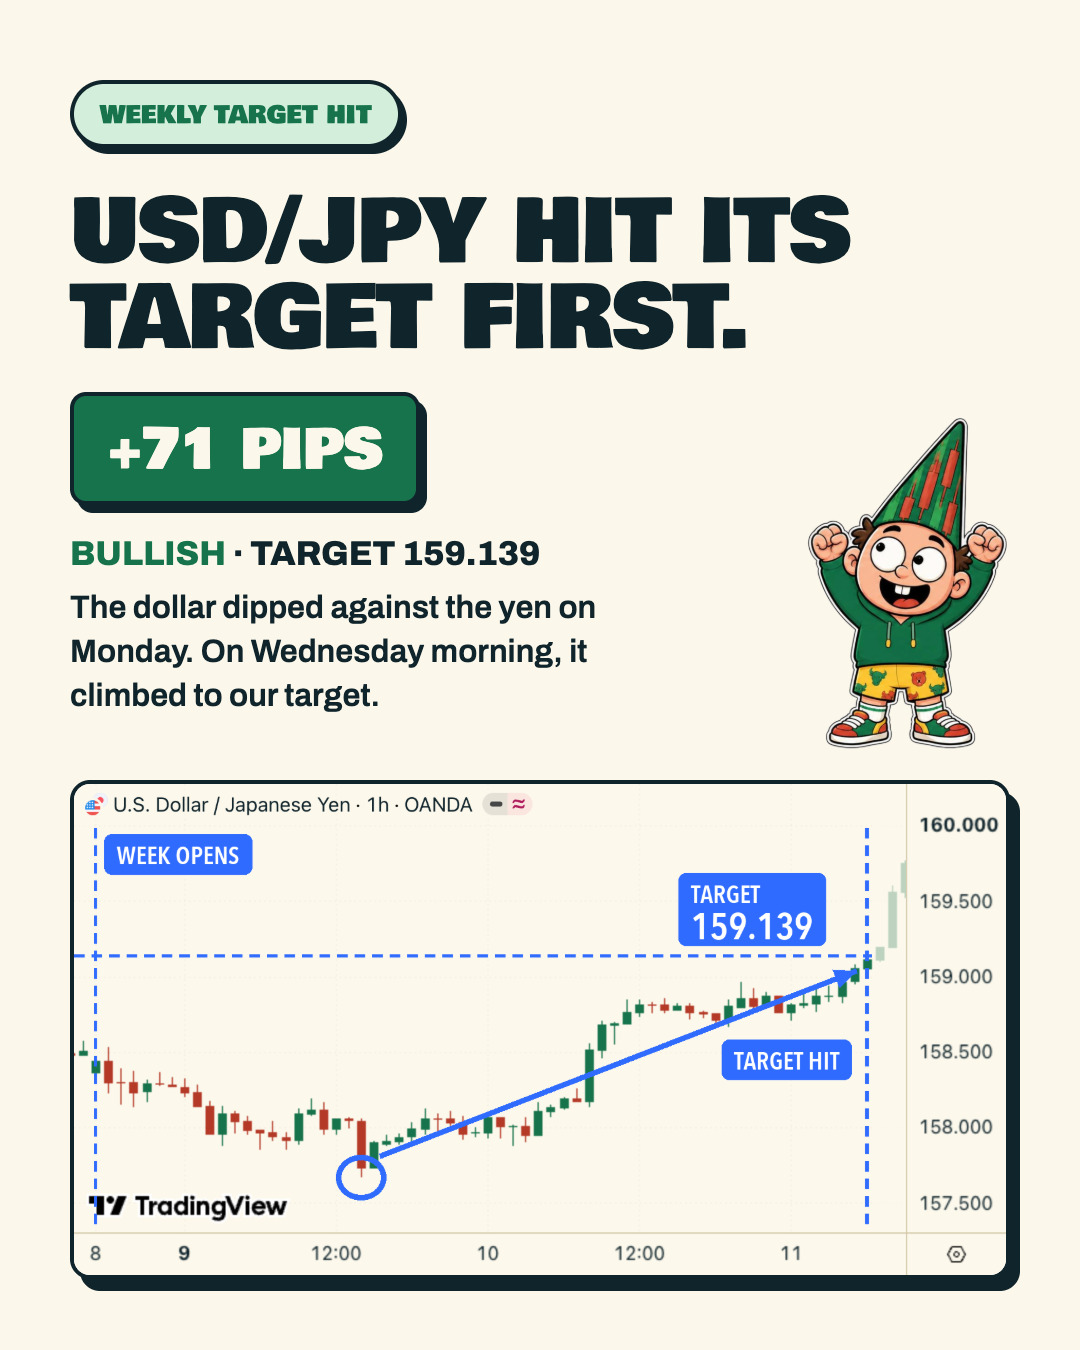 WEEKLY TARGET HIT
USD/JPY HIT ITS
TARGET FIRST.
+71 PIPS
BULLISH · TARGET 159.139
The dollar dipped against the yen on
Monday. On Wednesday morning, it
climbed to our target.
U.S. Dollar / Japanese Yen · 1h · OANDA
160.000
WEEK OPENS
TARGET
159.139
159.500
159.000
158.500
TARGET HIT
158.000
157.500
TradingView
8 9 12:00 10 12:00 11